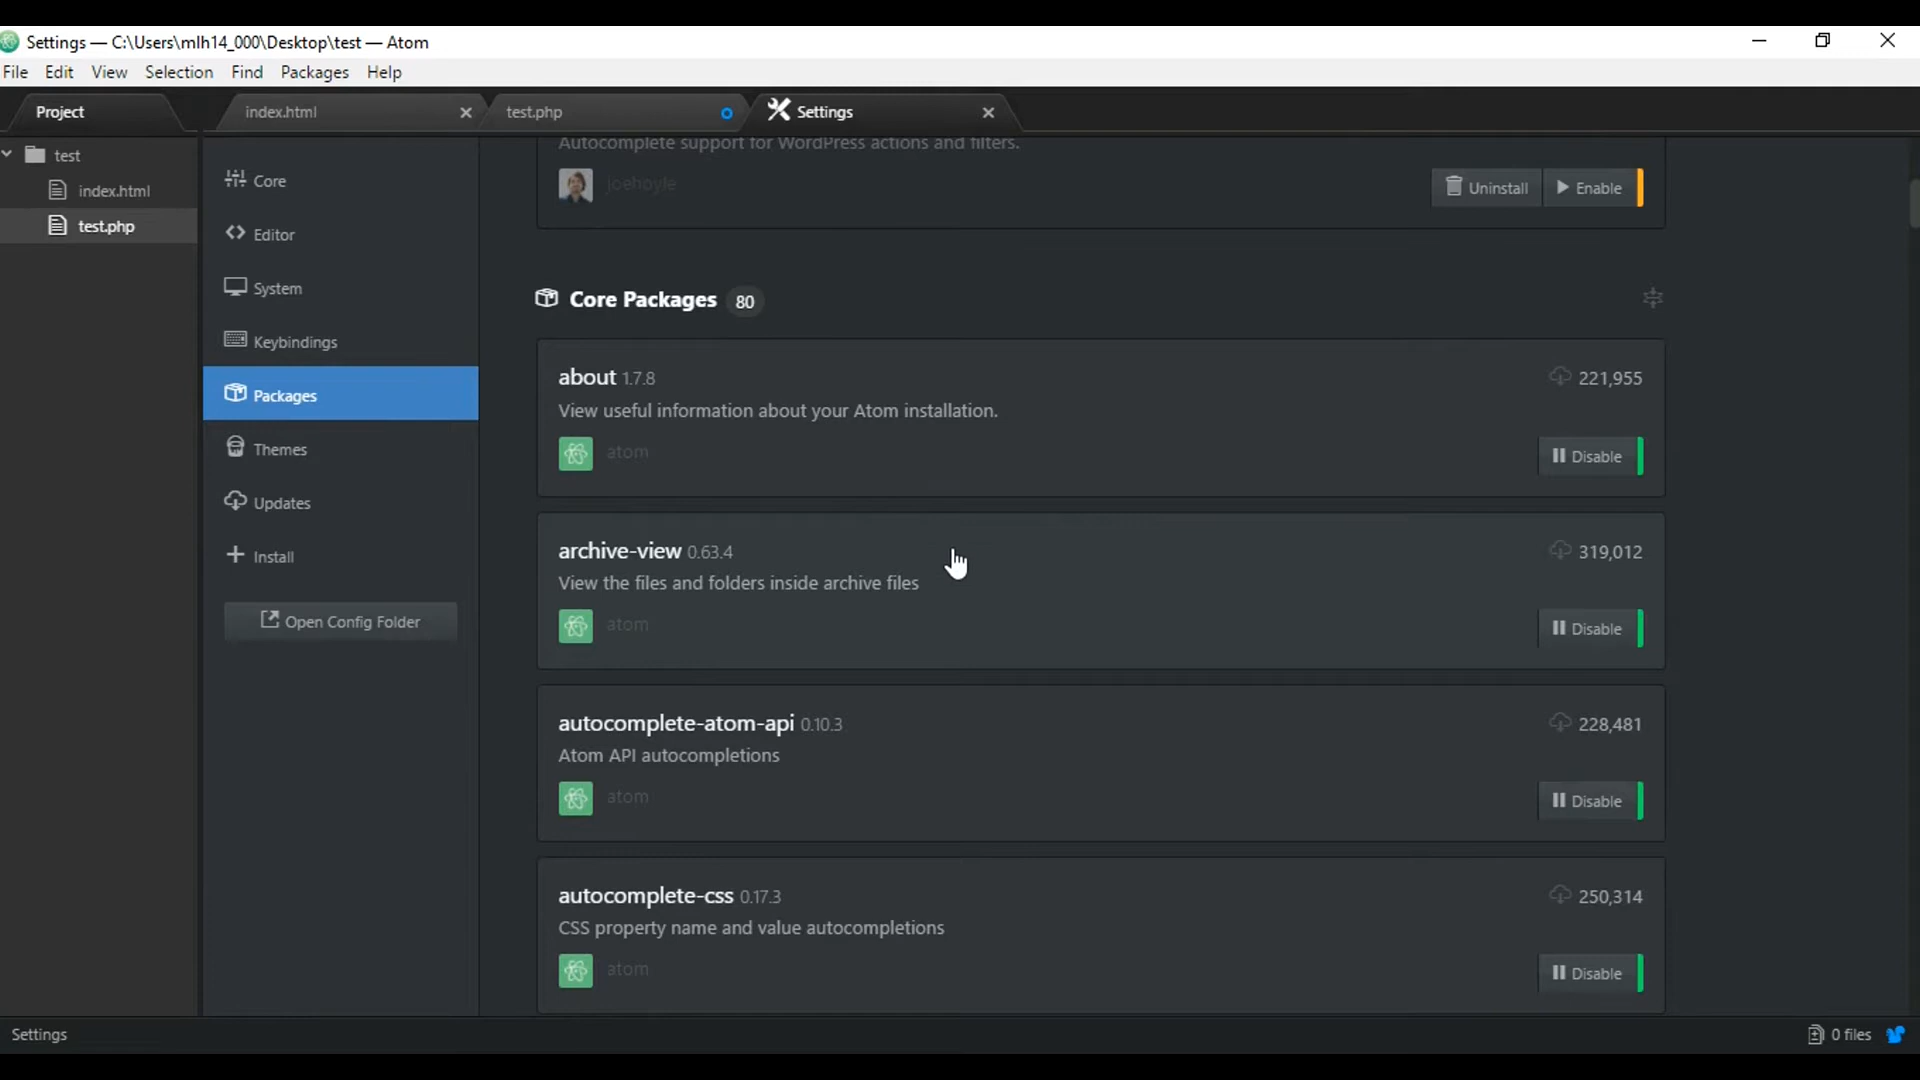 Settings — C:\Users\mlh14_000\Desktop\test — Atom
File Edit View Selection Find Packages Help
Project
index.html
test.php
Settings
test
index.html
test.php
Core
Editor
System
Keybindings
Packages
Themes
Updates
Install
Open Config Folder
Autocomplete support for WordPress actions and filters.
joehoyle
Uninstall
Enable
Core Packages 80
about 1.7.8
221,955
View useful information about your Atom installation.
atom
Disable
archive-view 0.63.4
319,012
View the files and folders inside archive files
atom
Disable
autocomplete-atom-api 0.10.3
228,481
Atom API autocompletions
atom
Disable
autocomplete-css 0.17.3
250,314
CSS property name and value autocompletions
atom
Disable
Settings
0 files